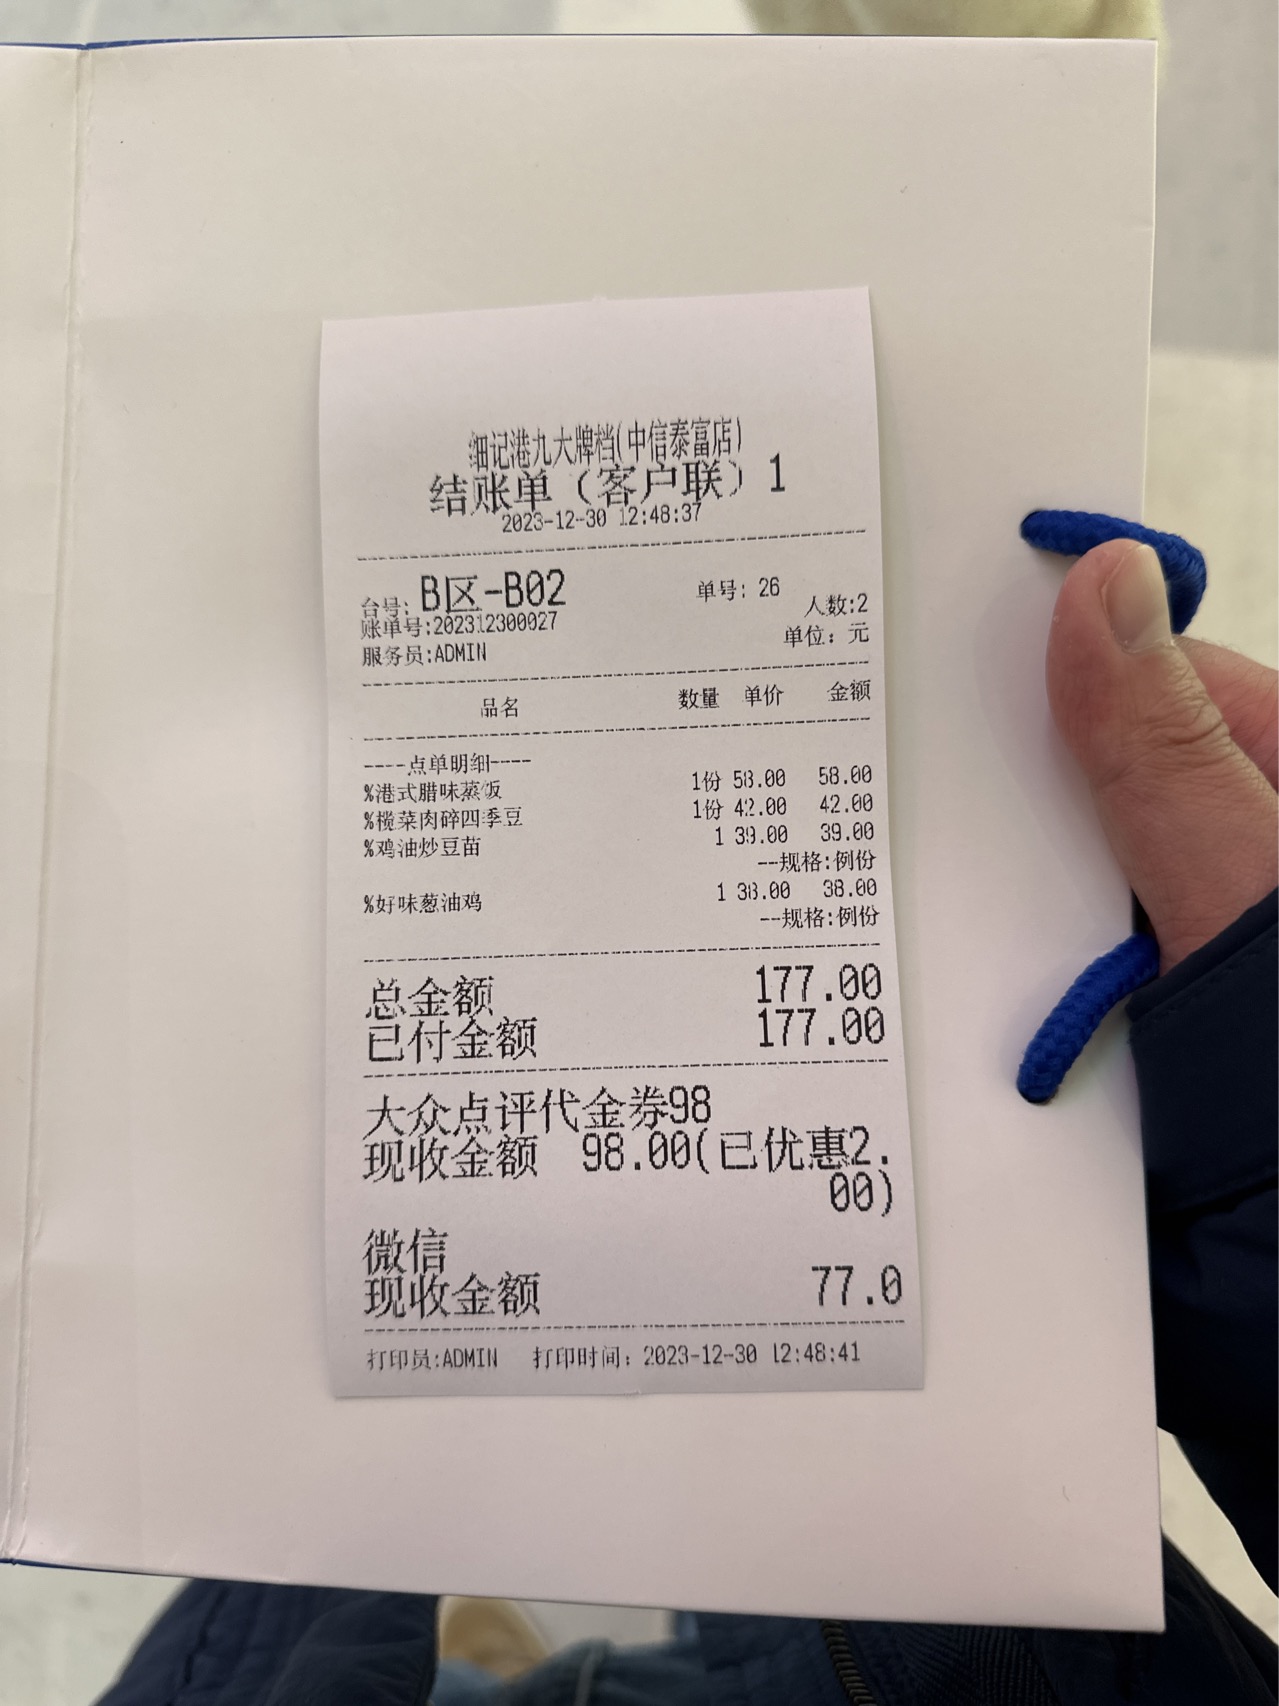 细记港九大牌档(中信泰富店)
结账单（客户联）1
2023-12-30 12:48:37
台号: B区-B02 单号: 26
人数:2
账单号:202312300027
单位: 元
服务员:ADMIN
品名 数量 单价 金额
----点单明细----
%港式腊味蒸饭 1份 58.00 58.00
%榄菜肉碎四季豆 1份 42.00 42.00
%鸡油炒豆苗 1 39.00 39.00
--规格:例份
%好味葱油鸡 1 38.00 38.00
--规格:例份
总金额 177.00
已付金额 177.00
大众点评代金券98
现收金额 98.00(已优惠2.
00)
微信
现收金额 77.0
打印员:ADMIN 打印时间: 2023-12-30 12:48:41